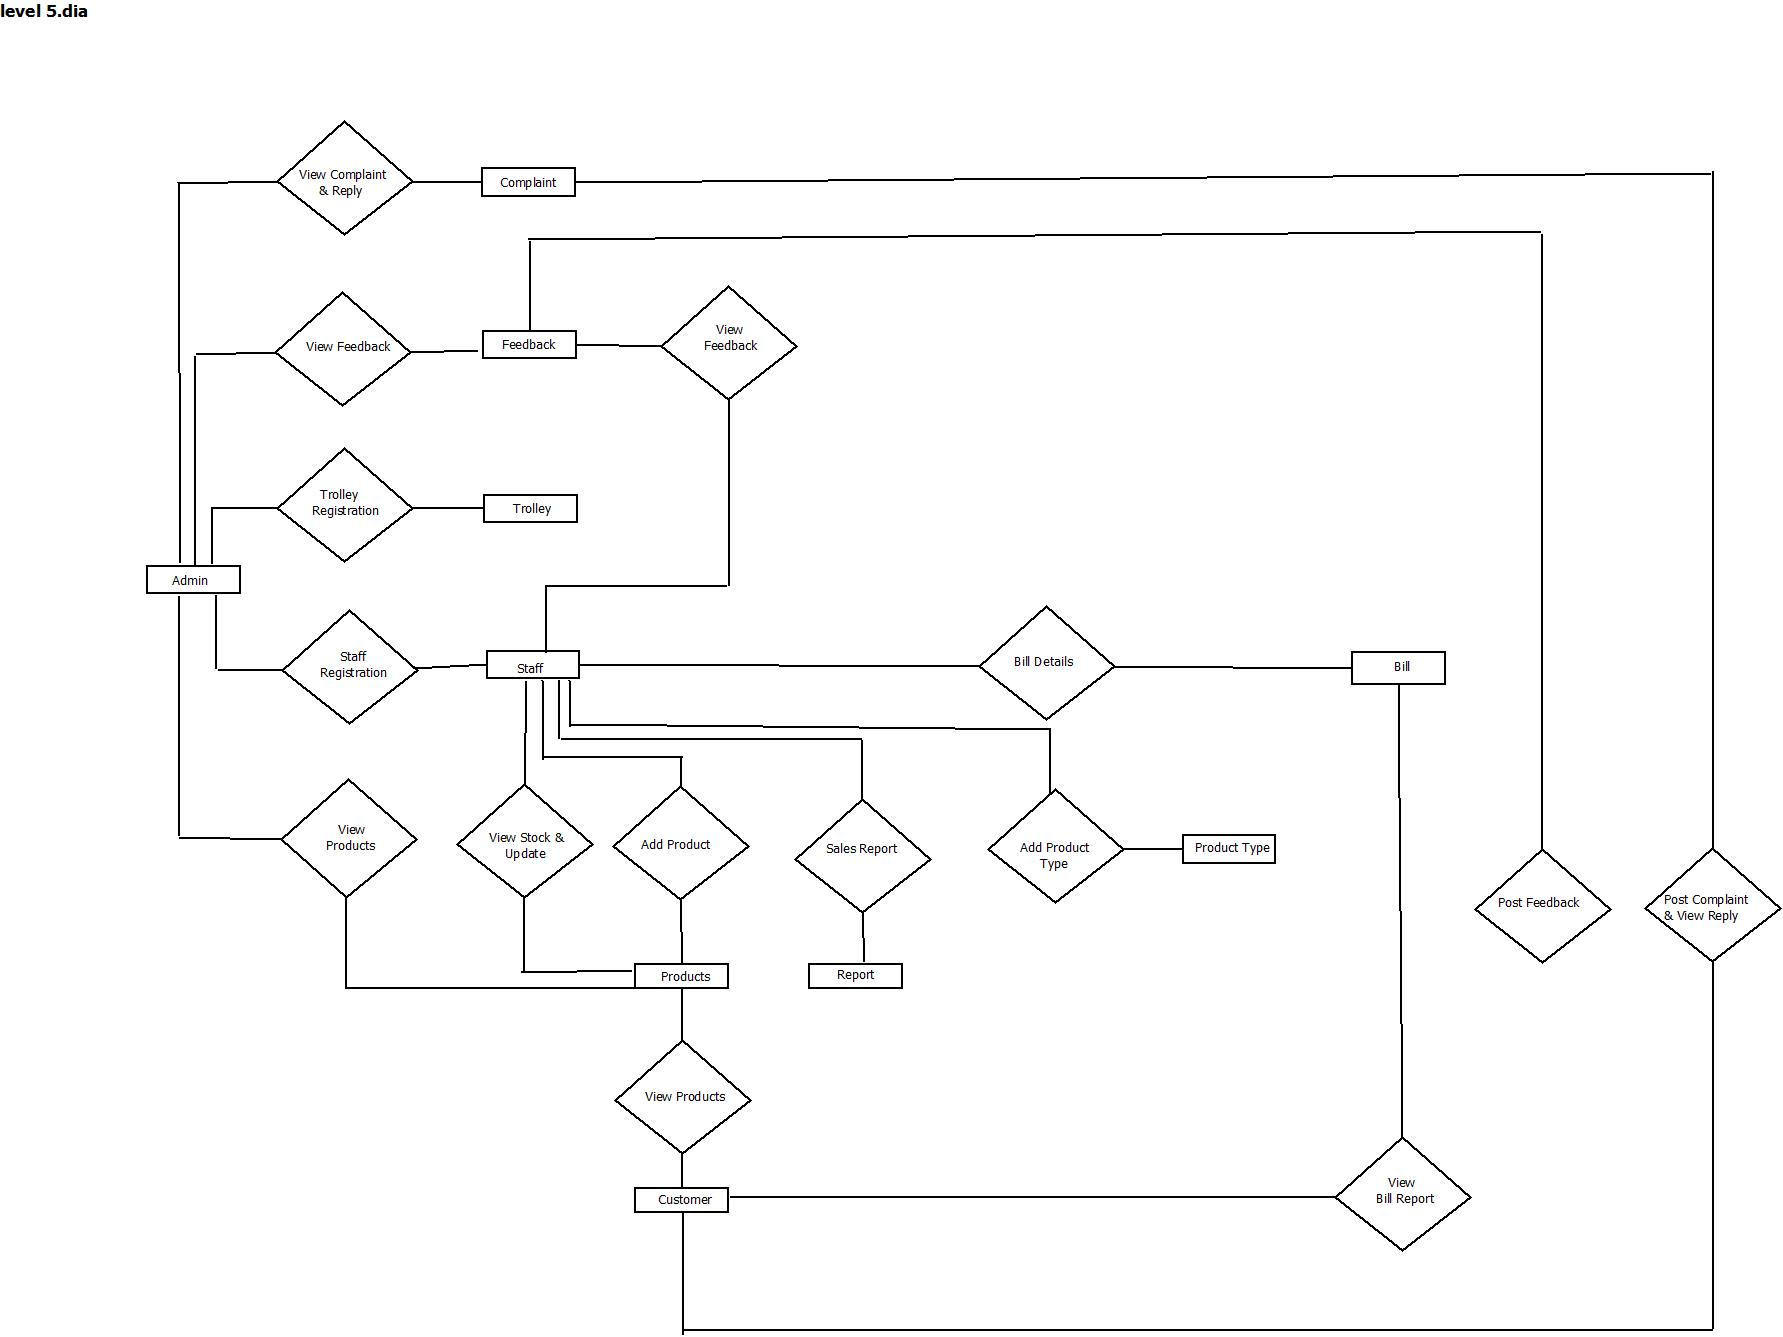 level 5.dia
View Complaint
& Reply
Complaint
View Feedback
Feedback
View
Feedback
Trolley
Registration
Trolley
Admin
Staff
Registration
Staff
Bill Details
Bill
View
Products
View Stock &
Update
Add Product
Sales Report
Add Product
Type
Product Type
Post Feedback
Post Complaint
& View Reply
Products
Report
View Products
Customer
View
Bill Report